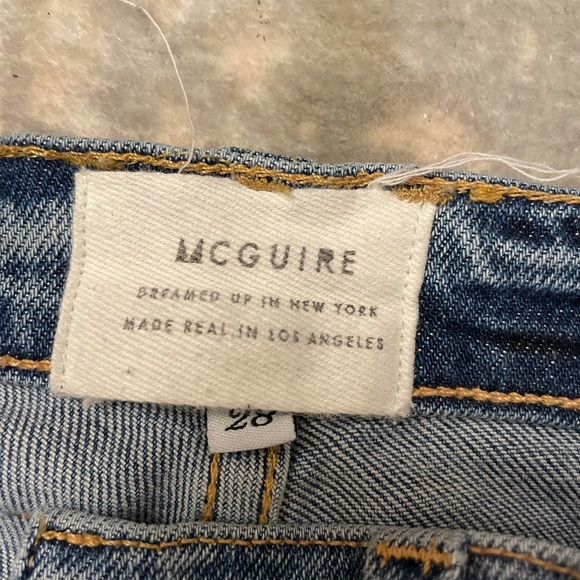 MCGUIRE
DREAMED UP IN NEW YORK
MADE REAL IN LOS ANGELES
28